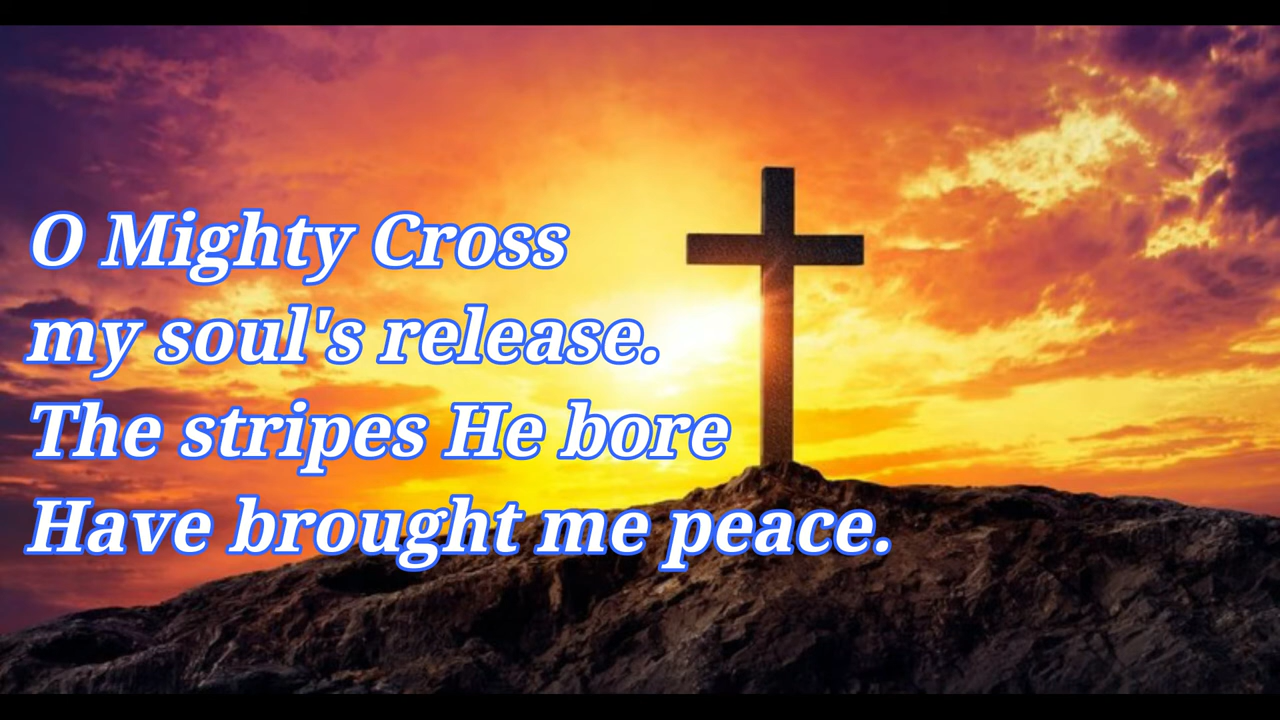 O Mighty Cross
my soul's release.
The stripes He bore
Have brought me peace.